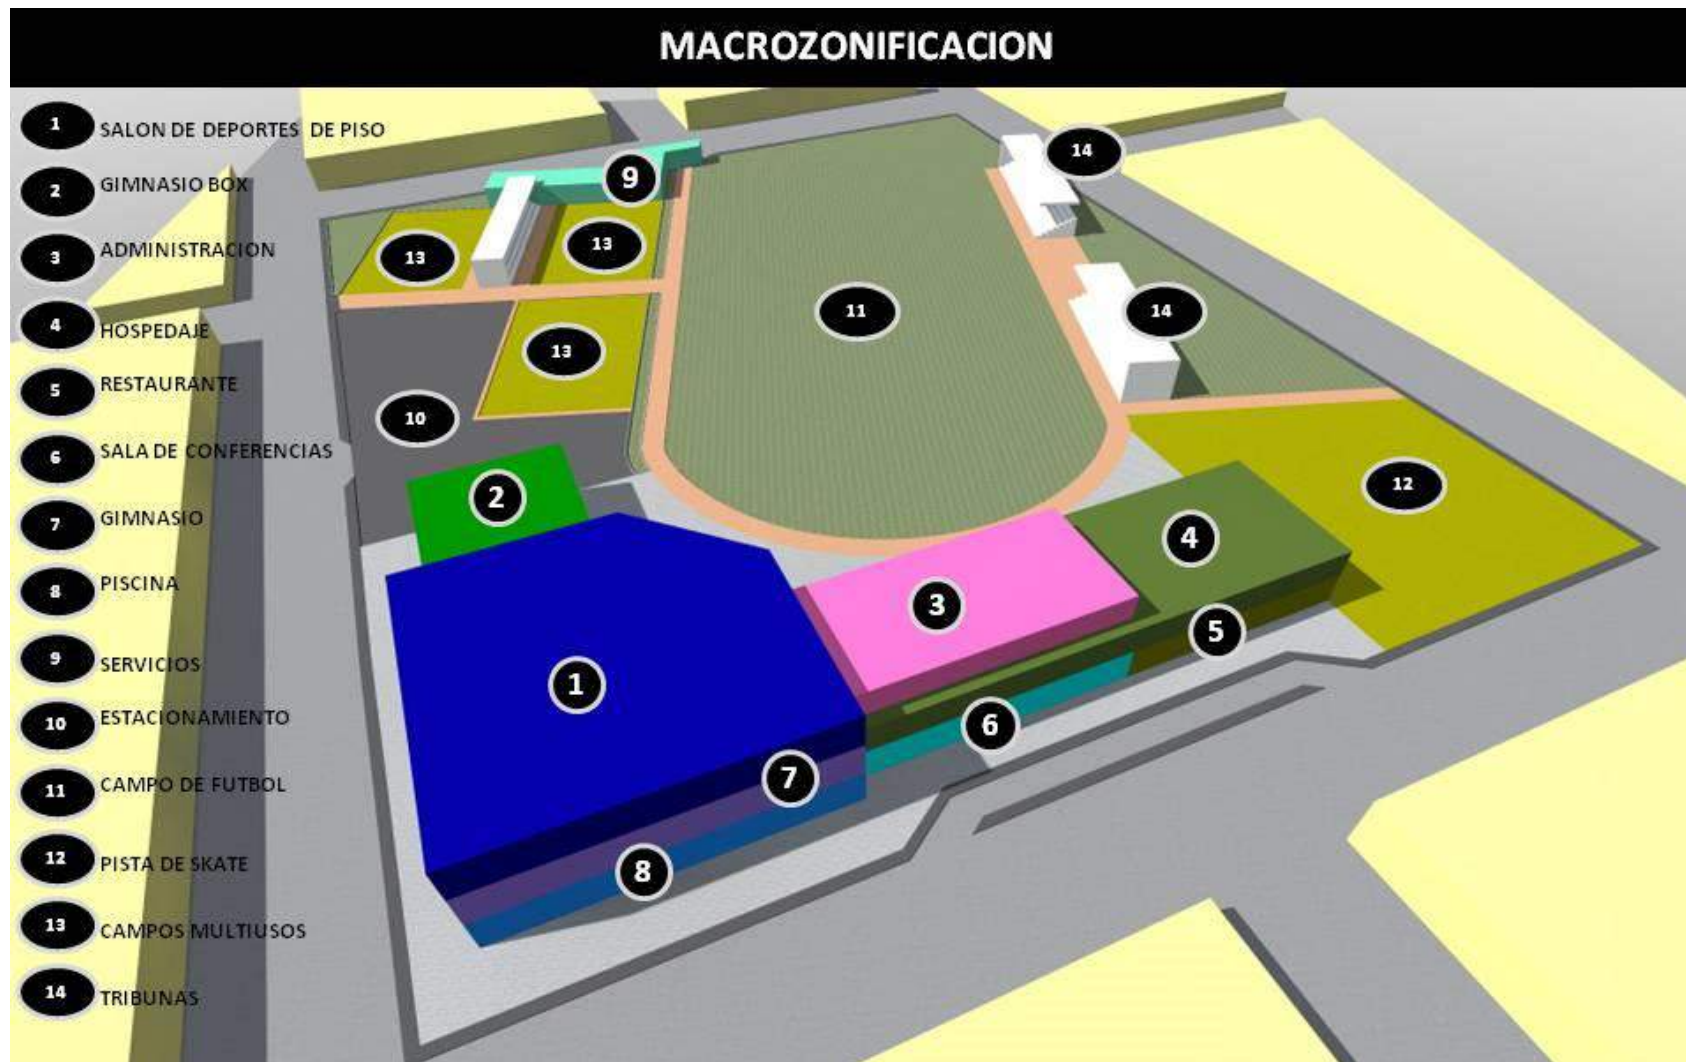 MACROZONIFICACION
1 SALON DE DEPORTES DE PISO
2 GIMNASIO BOX
3 ADMINISTRACION
4 HOSPEDAJE
5 RESTAURANTE
6 SALA DE CONFERENCIAS
7 GIMNASIO
8 PISCINA
9 SERVICIOS
10 ESTACIONAMIENTO
11 CAMPO DE FUTBOL
12 PISTA DE SKATE
13 CAMPOS MULTIUSOS
14 TRIBUNAS
14
9
13
13
11
14
13
10
12
2
4
3
5
1
6
7
8